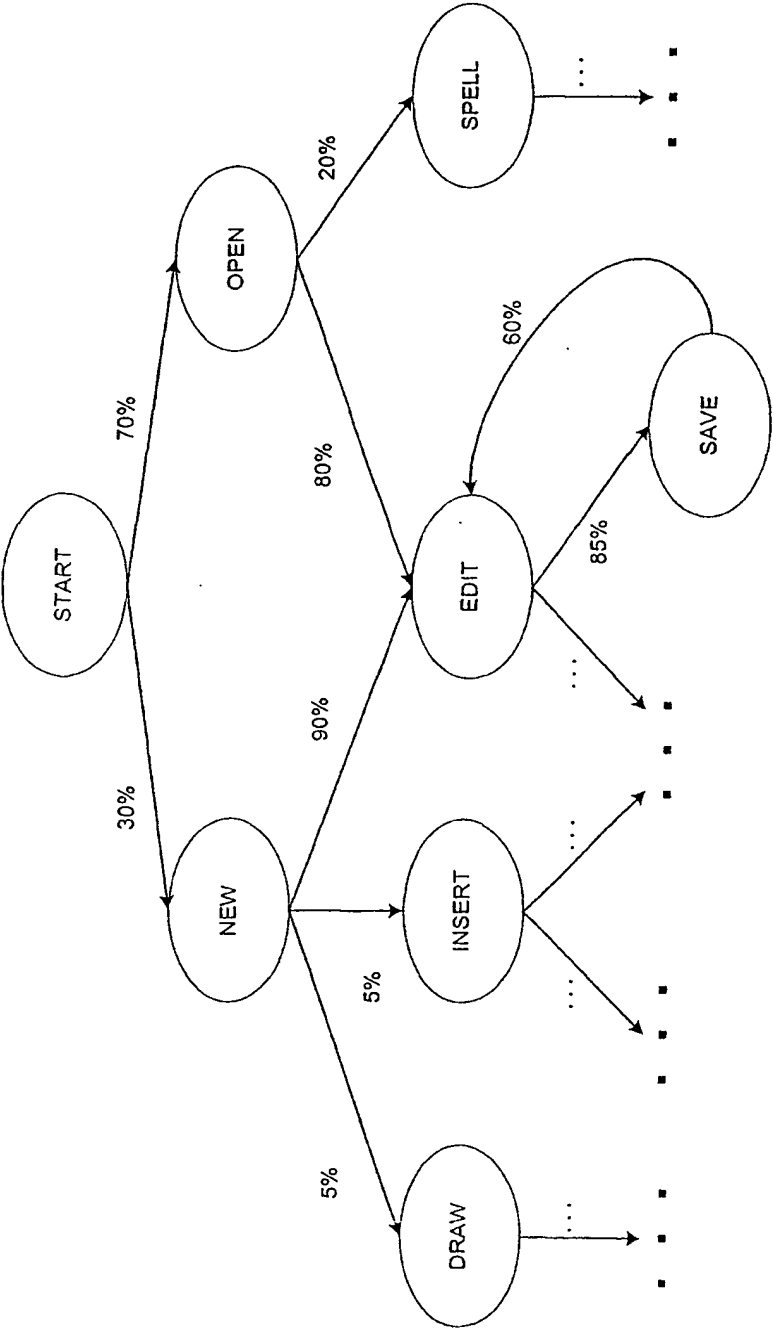 START
30%
70%
NEW
OPEN
5%
5%
90%
80%
20%
DRAW
INSERT
EDIT
SPELL
85%
60%
...
...
...
...
...
SAVE